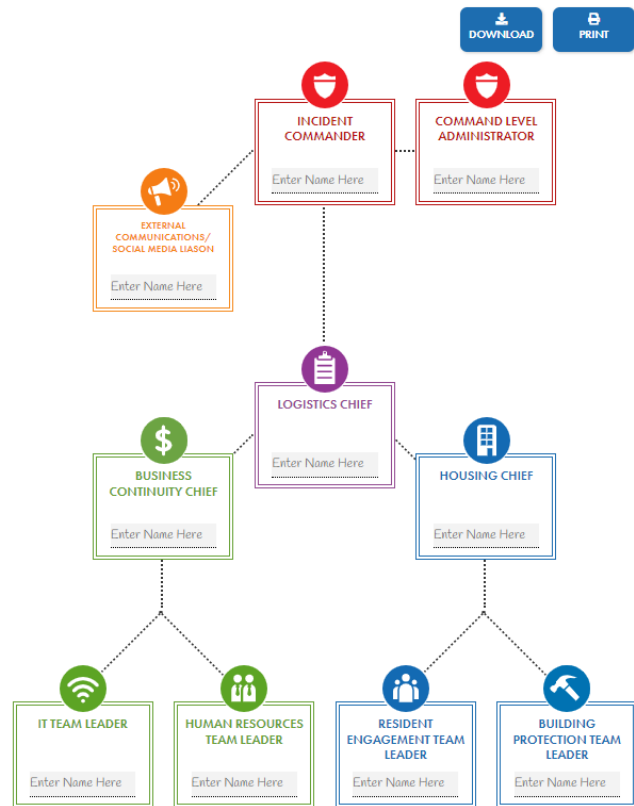 DOWNLOAD
PRINT
INCIDENT
COMMANDER
Enter Name Here
COMMAND LEVEL
ADMINISTRATOR
Enter Name Here
EXTERNAL
COMMUNICATIONS/
SOCIAL MEDIA LIASON
Enter Name Here
LOGISTICS CHIEF
Enter Name Here
BUSINESS
CONTINUITY CHIEF
Enter Name Here
HOUSING CHIEF
Enter Name Here
IT TEAM LEADER
Enter Name Here
HUMAN RESOURCES
TEAM LEADER
Enter Name Here
RESIDENT
ENGAGEMENT TEAM
LEADER
Enter Name Here
BUILDING
PROTECTION TEAM
LEADER
Enter Name Here